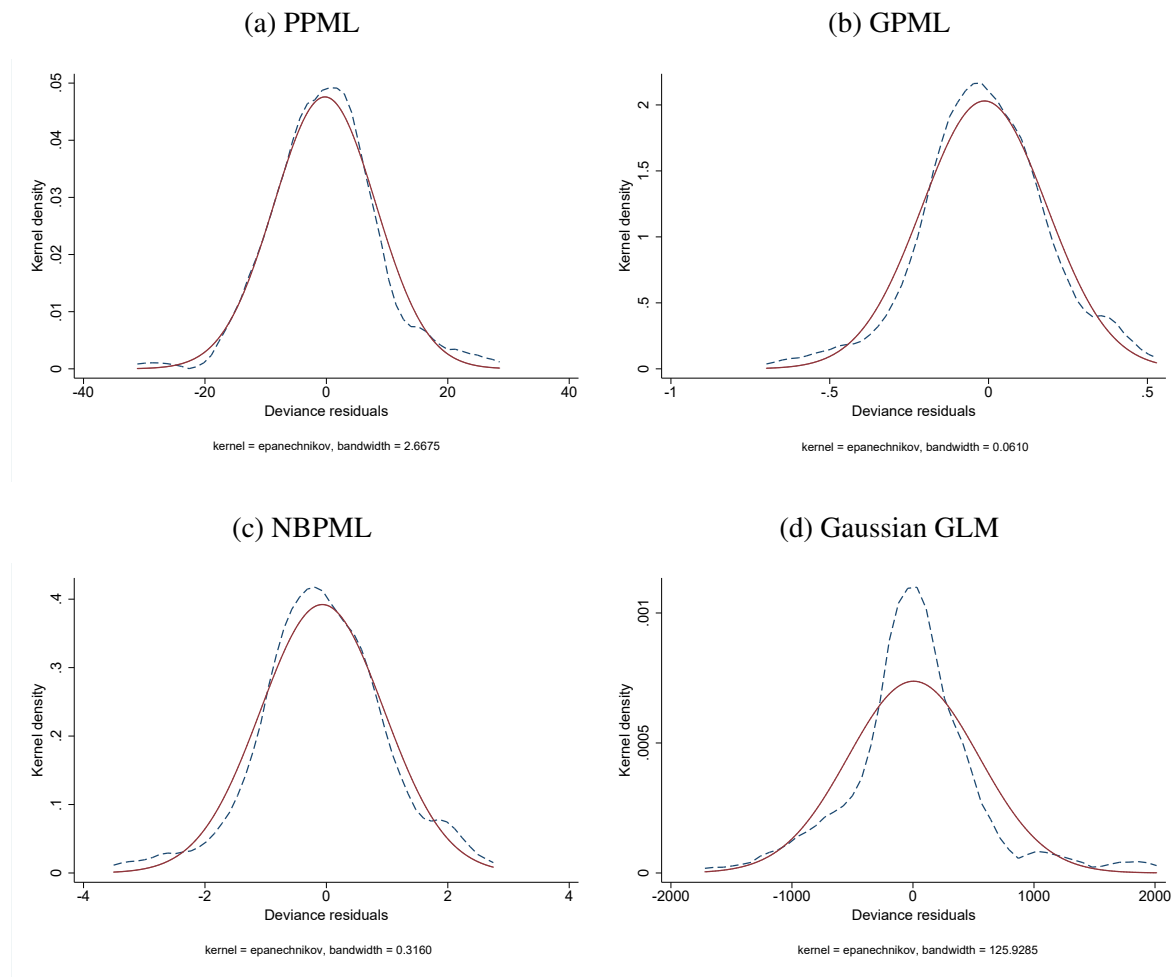 (a) PPML
.05
.04
.03
.02
.01
0
Kernel density
-40
-20
0
20
40
Deviance residuals
kernel = epanechnikov, bandwidth = 2.6675
(b) GPML
2
1.5
1
.5
0
Kernel density
-1
-.5
0
.5
Deviance residuals
kernel = epanechnikov, bandwidth = 0.0610
(c) NBPML
.4
.3
.2
.1
0
Kernel density
-4
-2
0
2
4
Deviance residuals
kernel = epanechnikov, bandwidth = 0.3160
(d) Gaussian GLM
.001
.0005
0
Kernel density
-2000
-1000
0
1000
2000
Deviance residuals
kernel = epanechnikov, bandwidth = 125.9285